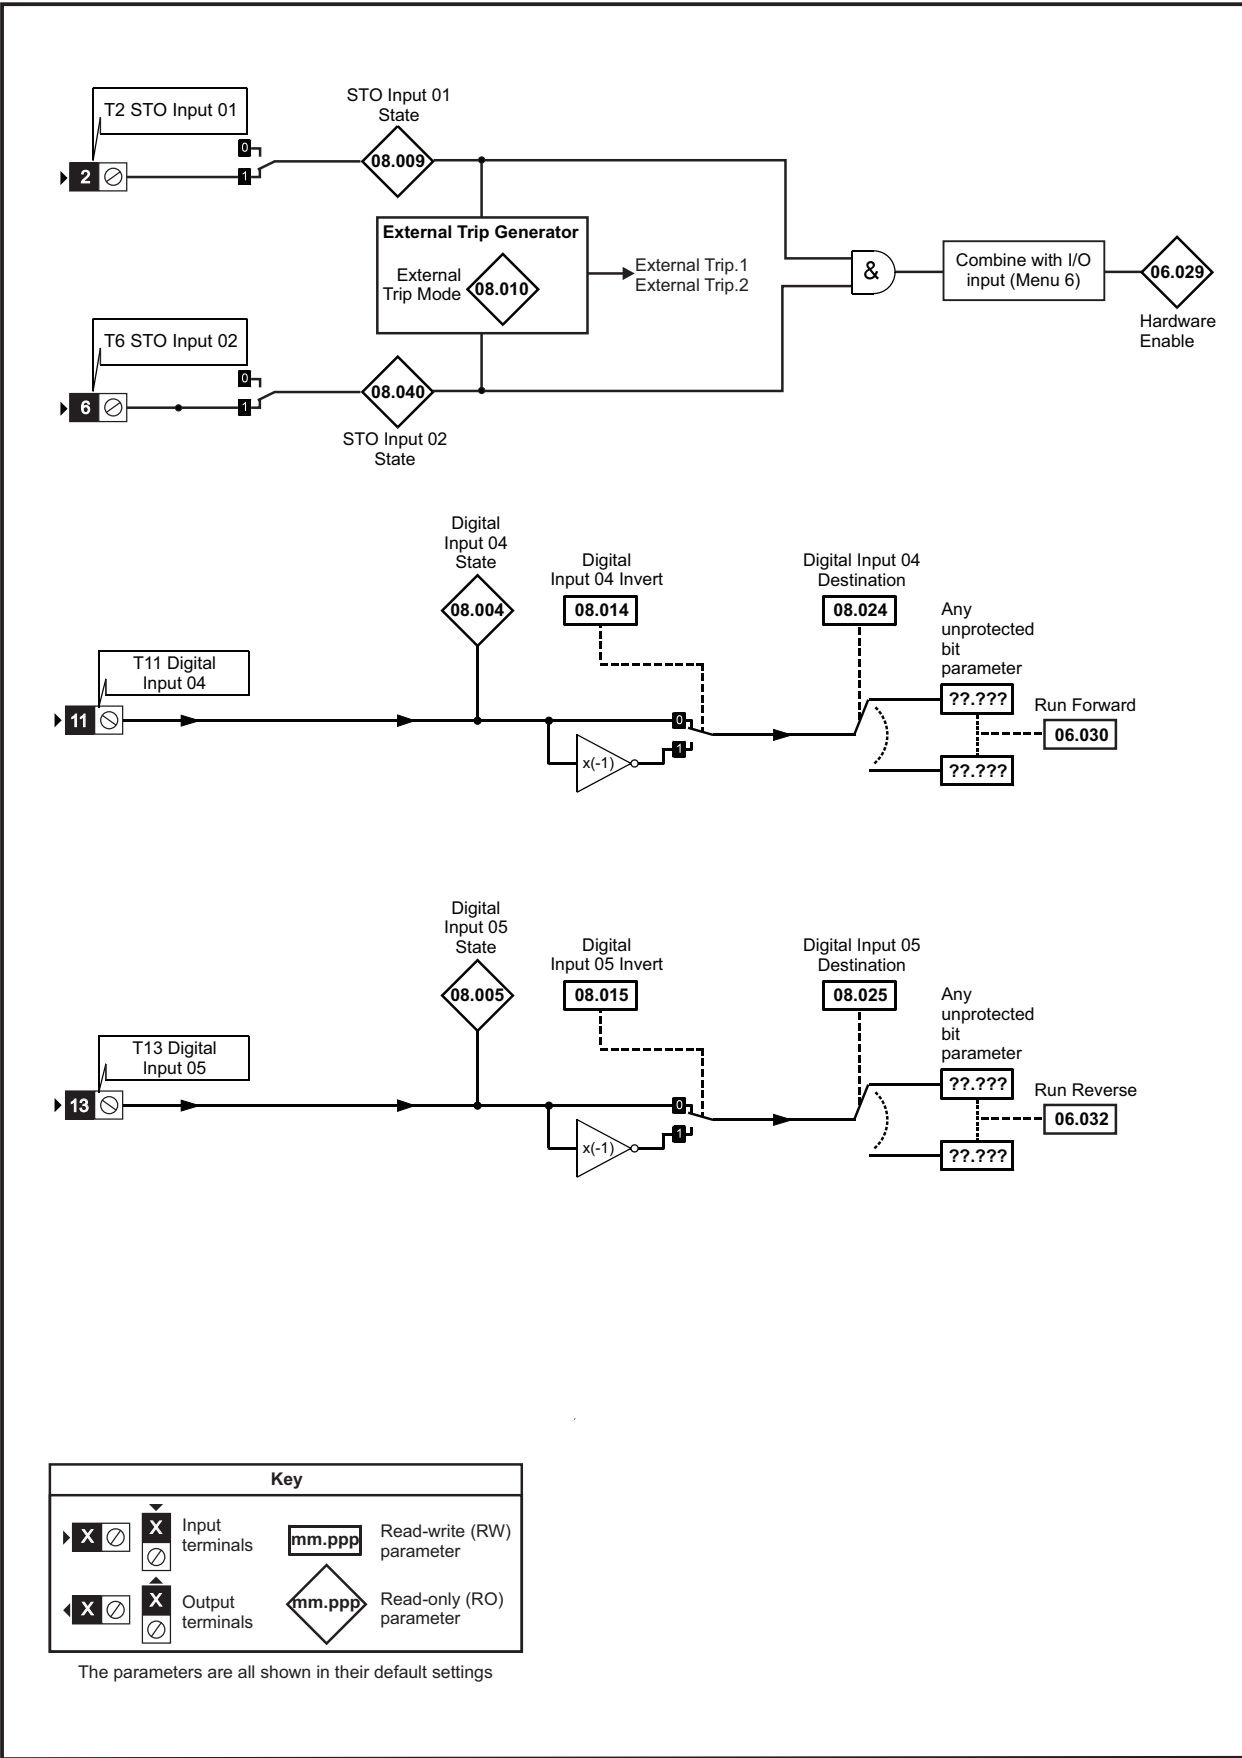 T2 STO Input 01
STO Input 01
State
0
1
2
08.009
External Trip Generator
External
Trip Mode
08.010
External Trip.1
External Trip.2
&
Combine with I/O
input (Menu 6)
06.029
Hardware
Enable
T6 STO Input 02
0
1
6
08.040
STO Input 02
State
Digital
Input 04
State
08.004
Digital
Input 04 Invert
08.014
Digital Input 04
Destination
08.024
Any
unprotected
bit
parameter
T11 Digital
Input 04
11
0
1
x(-1)
??.???
??.???
Run Forward
06.030
Digital
Input 05
State
08.005
Digital
Input 05 Invert
08.015
Digital Input 05
Destination
08.025
Any
unprotected
bit
parameter
T13 Digital
Input 05
13
0
1
x(-1)
??.???
??.???
Run Reverse
06.032
Key
X
X
Input
terminals
mm.ppp
Read-write (RW)
parameter
X
X
Output
terminals
mm.ppp
Read-only (RO)
parameter
The parameters are all shown in their default settings